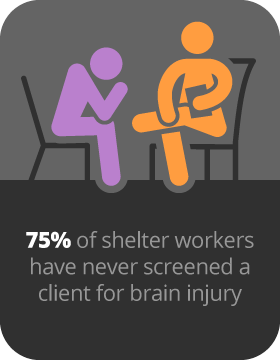 75% of shelter workers
have never screened a
client for brain injury